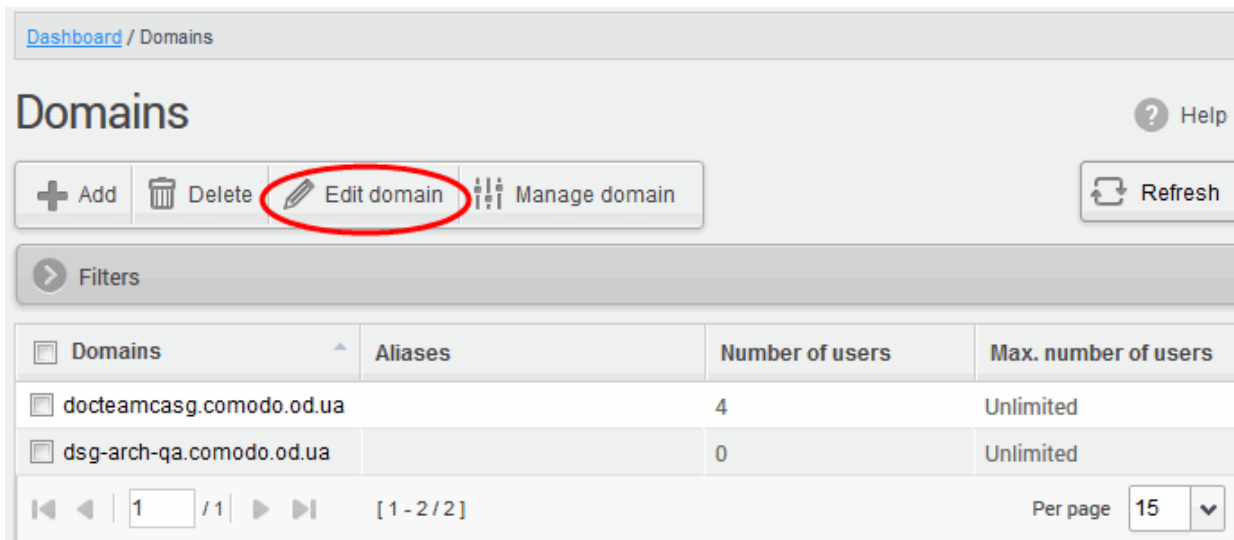 Dashboard / Domains
Domains
? Help
Add Delete Edit domain Manage domain
Refresh
Filters
Domains Aliases Number of users Max. number of users
docteamcasg.comodo.od.ua 4 Unlimited
dsg-arch-qa.comodo.od.ua 0 Unlimited
1 / 1 [ 1 - 2 / 2 ] Per page 15